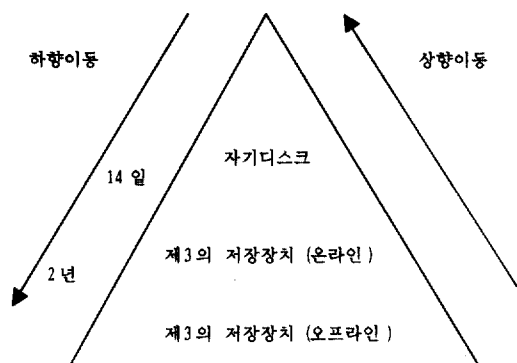 하향이동
상향이동
자기디스크
14 일
제3의 저장장치 (온라인)
2 년
제3의 저장장치 (오프라인)